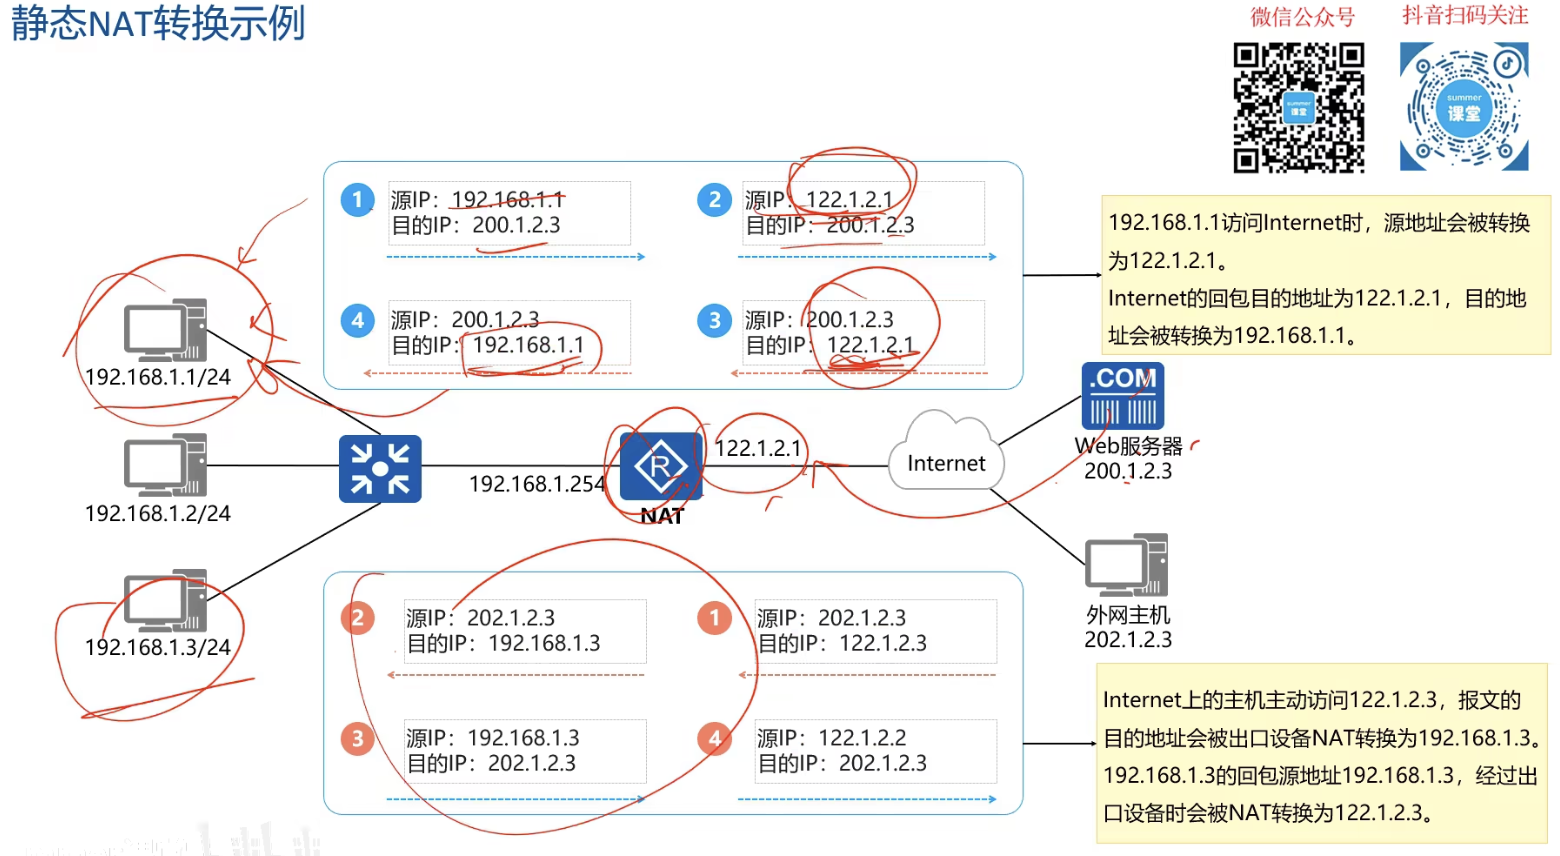 静态NAT转换示例
微信公众号
抖音扫码关注
summer
课堂
summer
课堂
1
源IP：192.168.1.1
目的IP：200.1.2.3
2
源IP：122.1.2.1
目的IP：200.1.2.3
4
源IP：200.1.2.3
目的IP：192.168.1.1
3
源IP：200.1.2.3
目的IP：122.1.2.1
192.168.1.1访问Internet时，源地址会被转换
为122.1.2.1。
Internet的回包目的地址为122.1.2.1，目的地
址会被转换为192.168.1.1。
192.168.1.1/24
192.168.1.2/24
192.168.1.3/24
192.168.1.254
R
NAT
122.1.2.1
Internet
.COM
Web服务器
200.1.2.3
外网主机
202.1.2.3
2
源IP：202.1.2.3
目的IP：192.168.1.3
1
源IP：202.1.2.3
目的IP：122.1.2.3
3
源IP：192.168.1.3
目的IP：202.1.2.3
4
源IP：122.1.2.2
目的IP：202.1.2.3
Internet上的主机主动访问122.1.2.3，报文的
目的地址会被出口设备NAT转换为192.168.1.3。
192.168.1.3的回包源地址192.168.1.3，经过出
口设备时会被NAT转换为122.1.2.3。